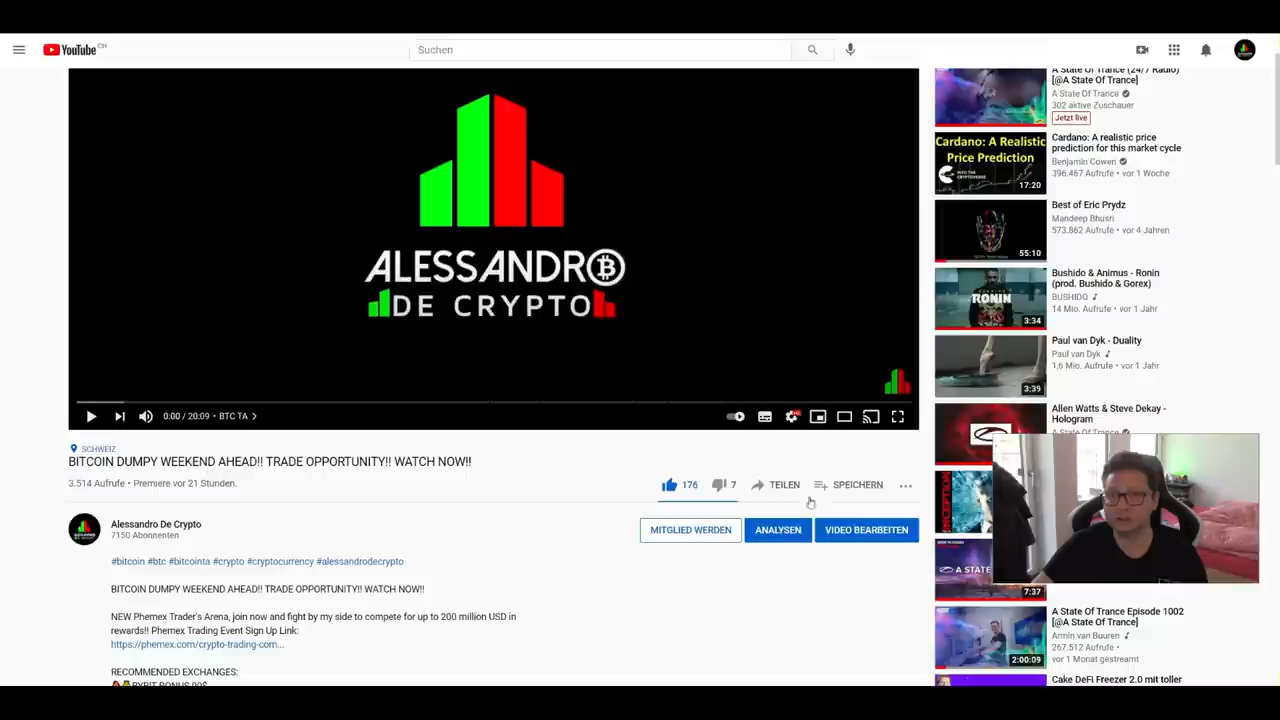 YouTube CH
Suchen
ALESSANDRO
DE CRYPTO
0:00 / 20:09 • BTC TA
SCHWEIZ
BITCOIN DUMPY WEEKEND AHEAD!! TRADE OPPORTUNITY!! WATCH NOW!!
3.514 Aufrufe • Premiere vor 21 Stunden.
176
7
TEILEN
SPEICHERN
Alessandro De Crypto
7150 Abonnenten
MITGLIED WERDEN
ANALYSEN
VIDEO BEARBEITEN
#bitcoin #btc #bitcointa #crypto #cryptocurrency #alessandrodecrypto
BITCOIN DUMPY WEEKEND AHEAD!! TRADE OPPORTUNITY!! WATCH NOW!!
NEW Phemex Trader's Arena, join now and fight by my side to compete for up to 200 million USD in
rewards!! Phemex Trading Event Sign Up Link:
https://phemex.com/crypto-trading-com...
RECOMMENDED EXCHANGES:
A State Of Trance (24/7 Radio)
[@A State Of Trance]
A State Of Trance
302 aktive Zuschauer
Jetzt live
Cardano: A Realistic
Price Prediction
INTO THE
CRYPTOVERSE
17:20
Cardano: A realistic price
prediction for this market cycle
Benjamin Cowen
396.467 Aufrufe • vor 1 Woche
55:10
Best of Eric Prydz
Mandeep Bhusri
573.862 Aufrufe • vor 4 Jahren
RONIN
3:34
Bushido & Animus - Ronin
(prod. Bushido & Gorex)
BUSHIDO
14 Mio. Aufrufe • vor 1 Jahr
3:39
Paul van Dyk - Duality
Paul van Dyk
1,6 Mio. Aufrufe • vor 1 Jahr
Allen Watts & Steve Dekay -
Hologram
A State Of Trance
INCEPTION
A STATE
7:37
2:00:09
A State Of Trance Episode 1002
[@A State Of Trance]
Armin van Buuren
267.512 Aufrufe •
vor 1 Monat gestreamt
Cake DeFi Freezer 2.0 mit toller